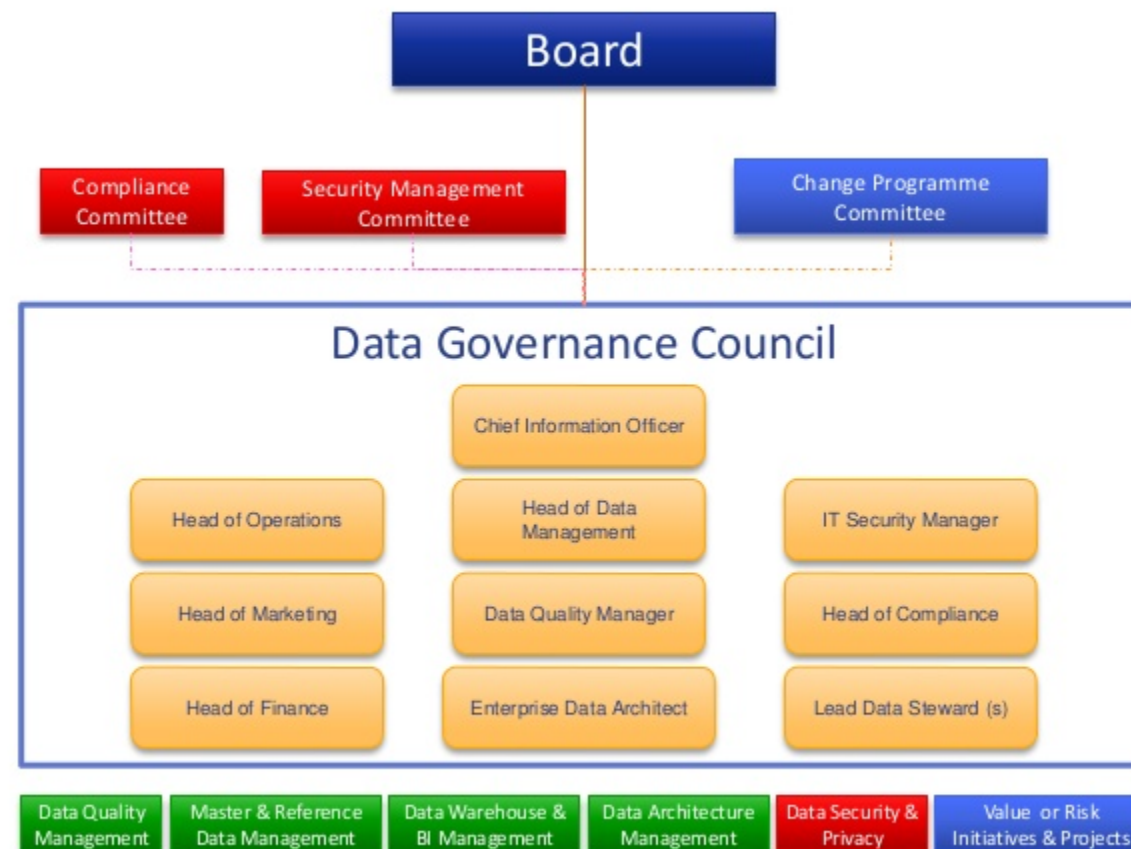 Board
Compliance
Committee
Security Management
Committee
Change Programme
Committee
Data Governance Council
Chief Information Officer
Head of Operations
Head of Data
Management
IT Security Manager
Head of Marketing
Data Quality Manager
Head of Compliance
Head of Finance
Enterprise Data Architect
Lead Data Steward (s)
Data Quality
Management
Master & Reference
Data Management
Data Warehouse &
BI Management
Data Architecture
Management
Data Security &
Privacy
Value or Risk
Initiatives & Projects